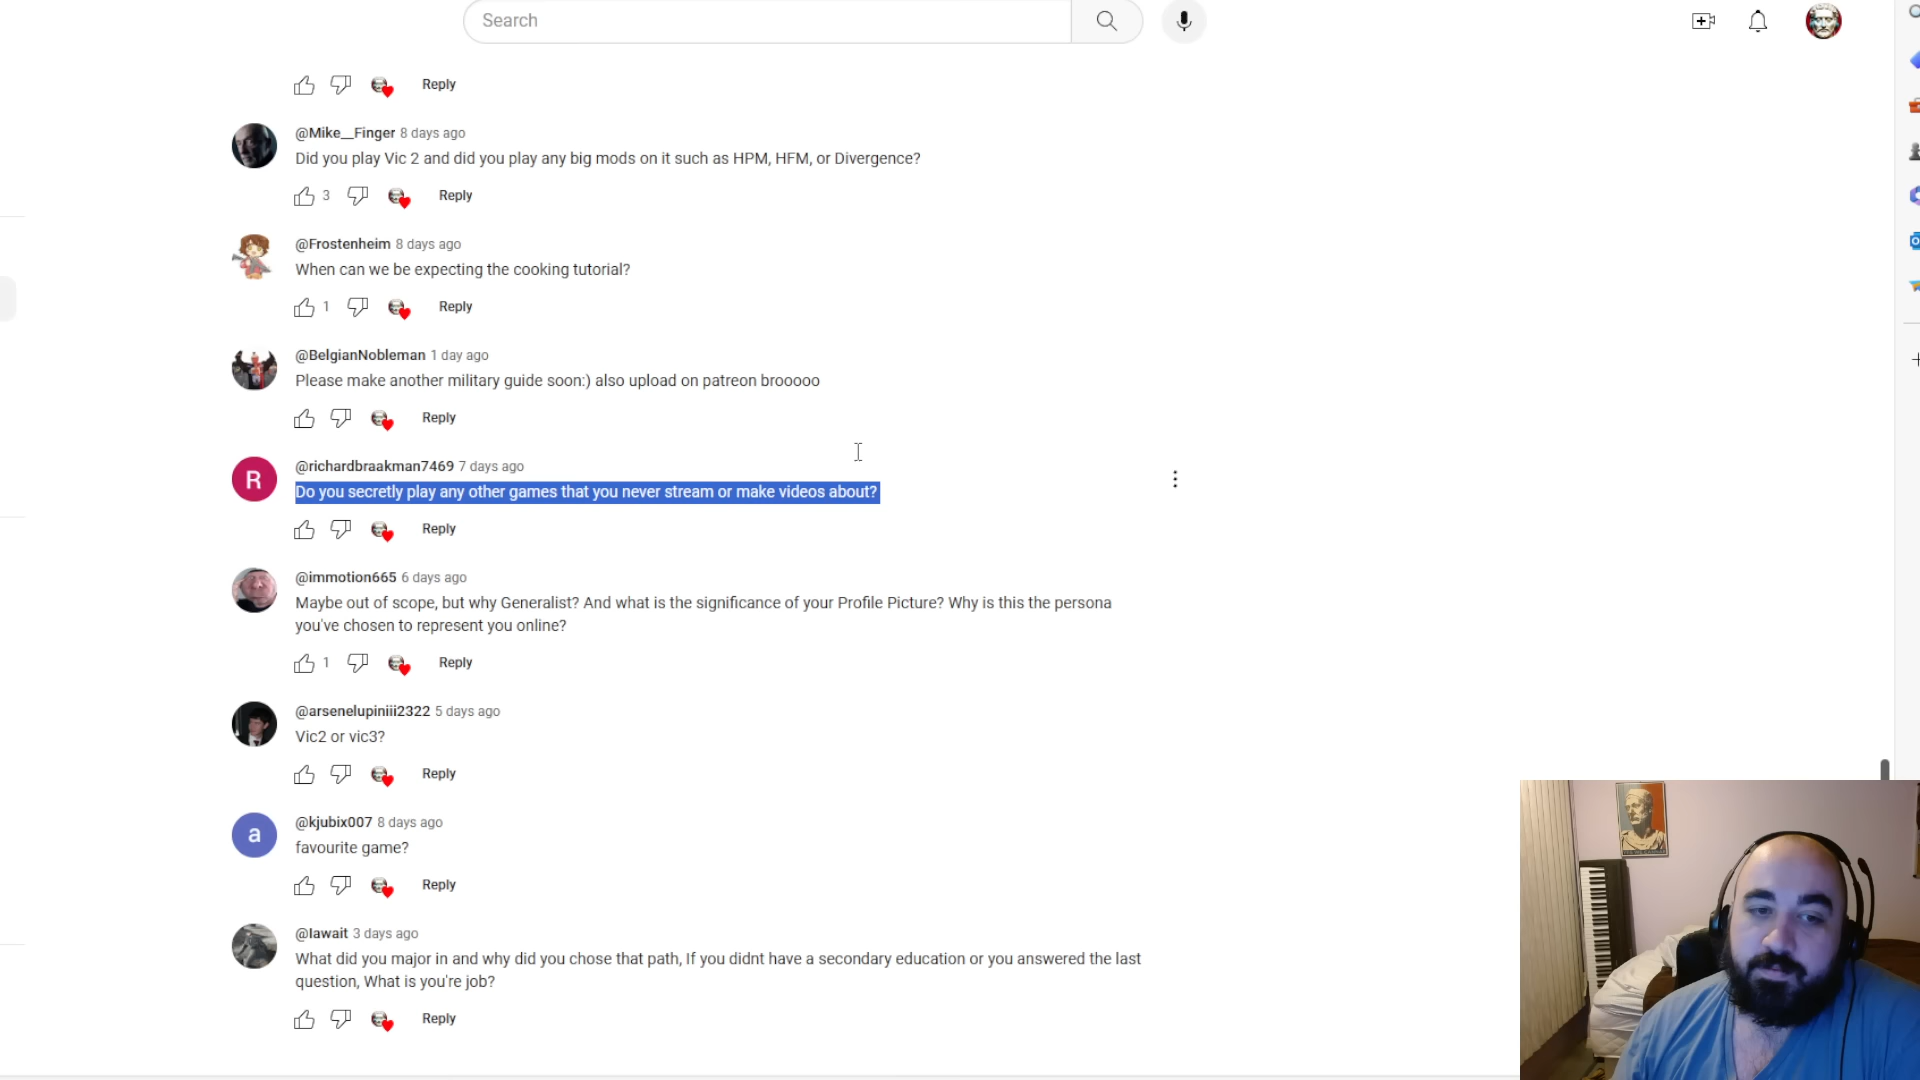 Search
Reply
@Mike__Finger 8 days ago
Did you play Vic 2 and did you play any big mods on it such as HPM, HFM, or Divergence?
3 Reply
@Frostenheim 8 days ago
When can we be expecting the cooking tutorial?
1 Reply
@BelgianNobleman 1 day ago
Please make another military guide soon:) also upload on patreon brooooo
Reply
R
@richardbraakman7469 7 days ago
Do you secretly play any other games that you never stream or make videos about?
Reply
@immotion665 6 days ago
Maybe out of scope, but why Generalist? And what is the significance of your Profile Picture? Why is this the persona
you've chosen to represent you online?
1 Reply
@arsenelupiniii2322 5 days ago
Vic2 or vic3?
Reply
a
@kjubix007 8 days ago
favourite game?
Reply
@lawait 3 days ago
What did you major in and why did you chose that path, If you didnt have a secondary education or you answered the last
question, What is you're job?
Reply